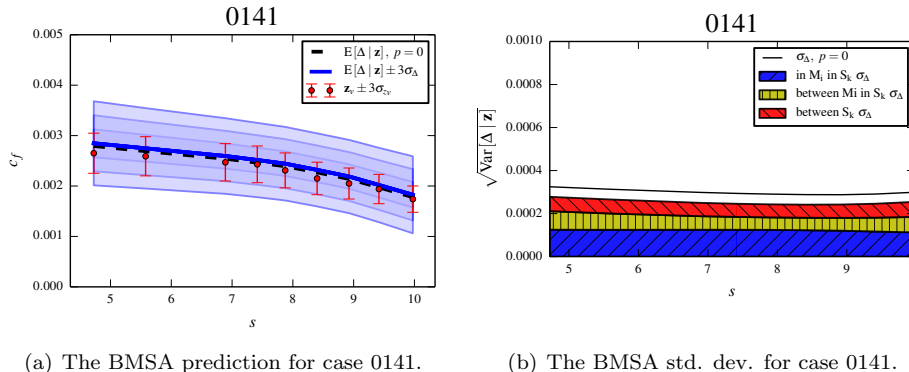 0141
0.005
0.004
0.003
0.002
0.001
0.000
c_f
5 6 7 8 9 10
s
E[Δ | z] , p = 0
E[Δ | z] ± 3σ_Δ
z_v ± 3σ_{z_v}
(a) The BMSA prediction for case 0141.
0141
0.0010
0.0008
0.0006
0.0004
0.0002
0.0000
√Var[Δ | z]
5 6 7 8 9
s
σ_Δ, p = 0
in M_i in S_k σ_Δ
between Mi in S_k σ_Δ
between S_k σ_Δ
(b) The BMSA std. dev. for case 0141.